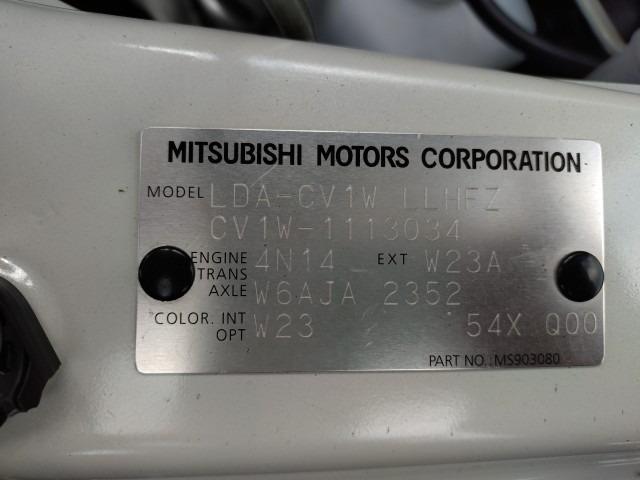 MITSUBISHI MOTORS CORPORATION
MODEL LDA-CV1W LLHFZ
CV1W-1113034
ENGINE 4N14 EXT W23A
TRANS
AXLE W6AJA 2352
COLOR. INT W23 54X Q00
OPT
PART NO. MS903080